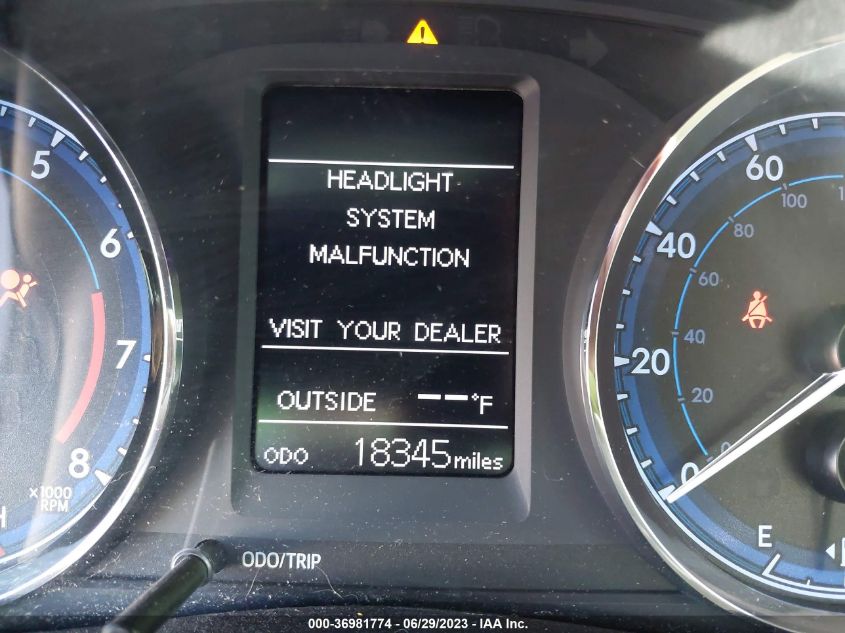 HEADLIGHT
SYSTEM
MALFUNCTION
VISIT YOUR DEALER
OUTSIDE --°F
ODO 18345 miles
5
6
7
8
x1000
RPM
H
60
40
20
0
100
80
60
40
20
0
E
ODO/TRIP
000-36981774 / 06/29/2023 - IAA Inc.